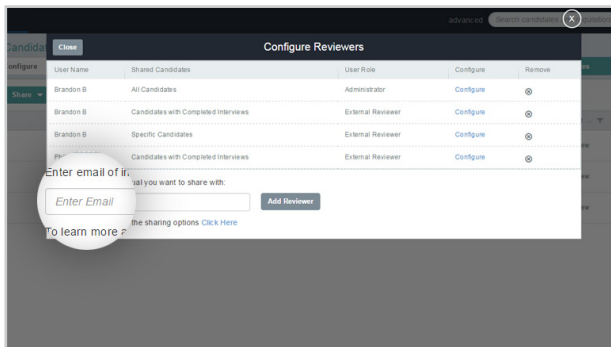 advanced Search candidates X
Candida
Close Configure Reviewers
onfigure
User Name Shared Candidates User Role Configure Remove
Share
Brandon B All Candidates Administrator Configure
Brandon B Candidates with Completed Interviews External Reviewer Configure
Brandon B Specific Candidates External Reviewer Configure
Candidates with Completed Interviews External Reviewer Configure
Enter email of in
ual you want to share with:
Enter Email
Add Reviewer
To learn more a
the sharing options Click Here